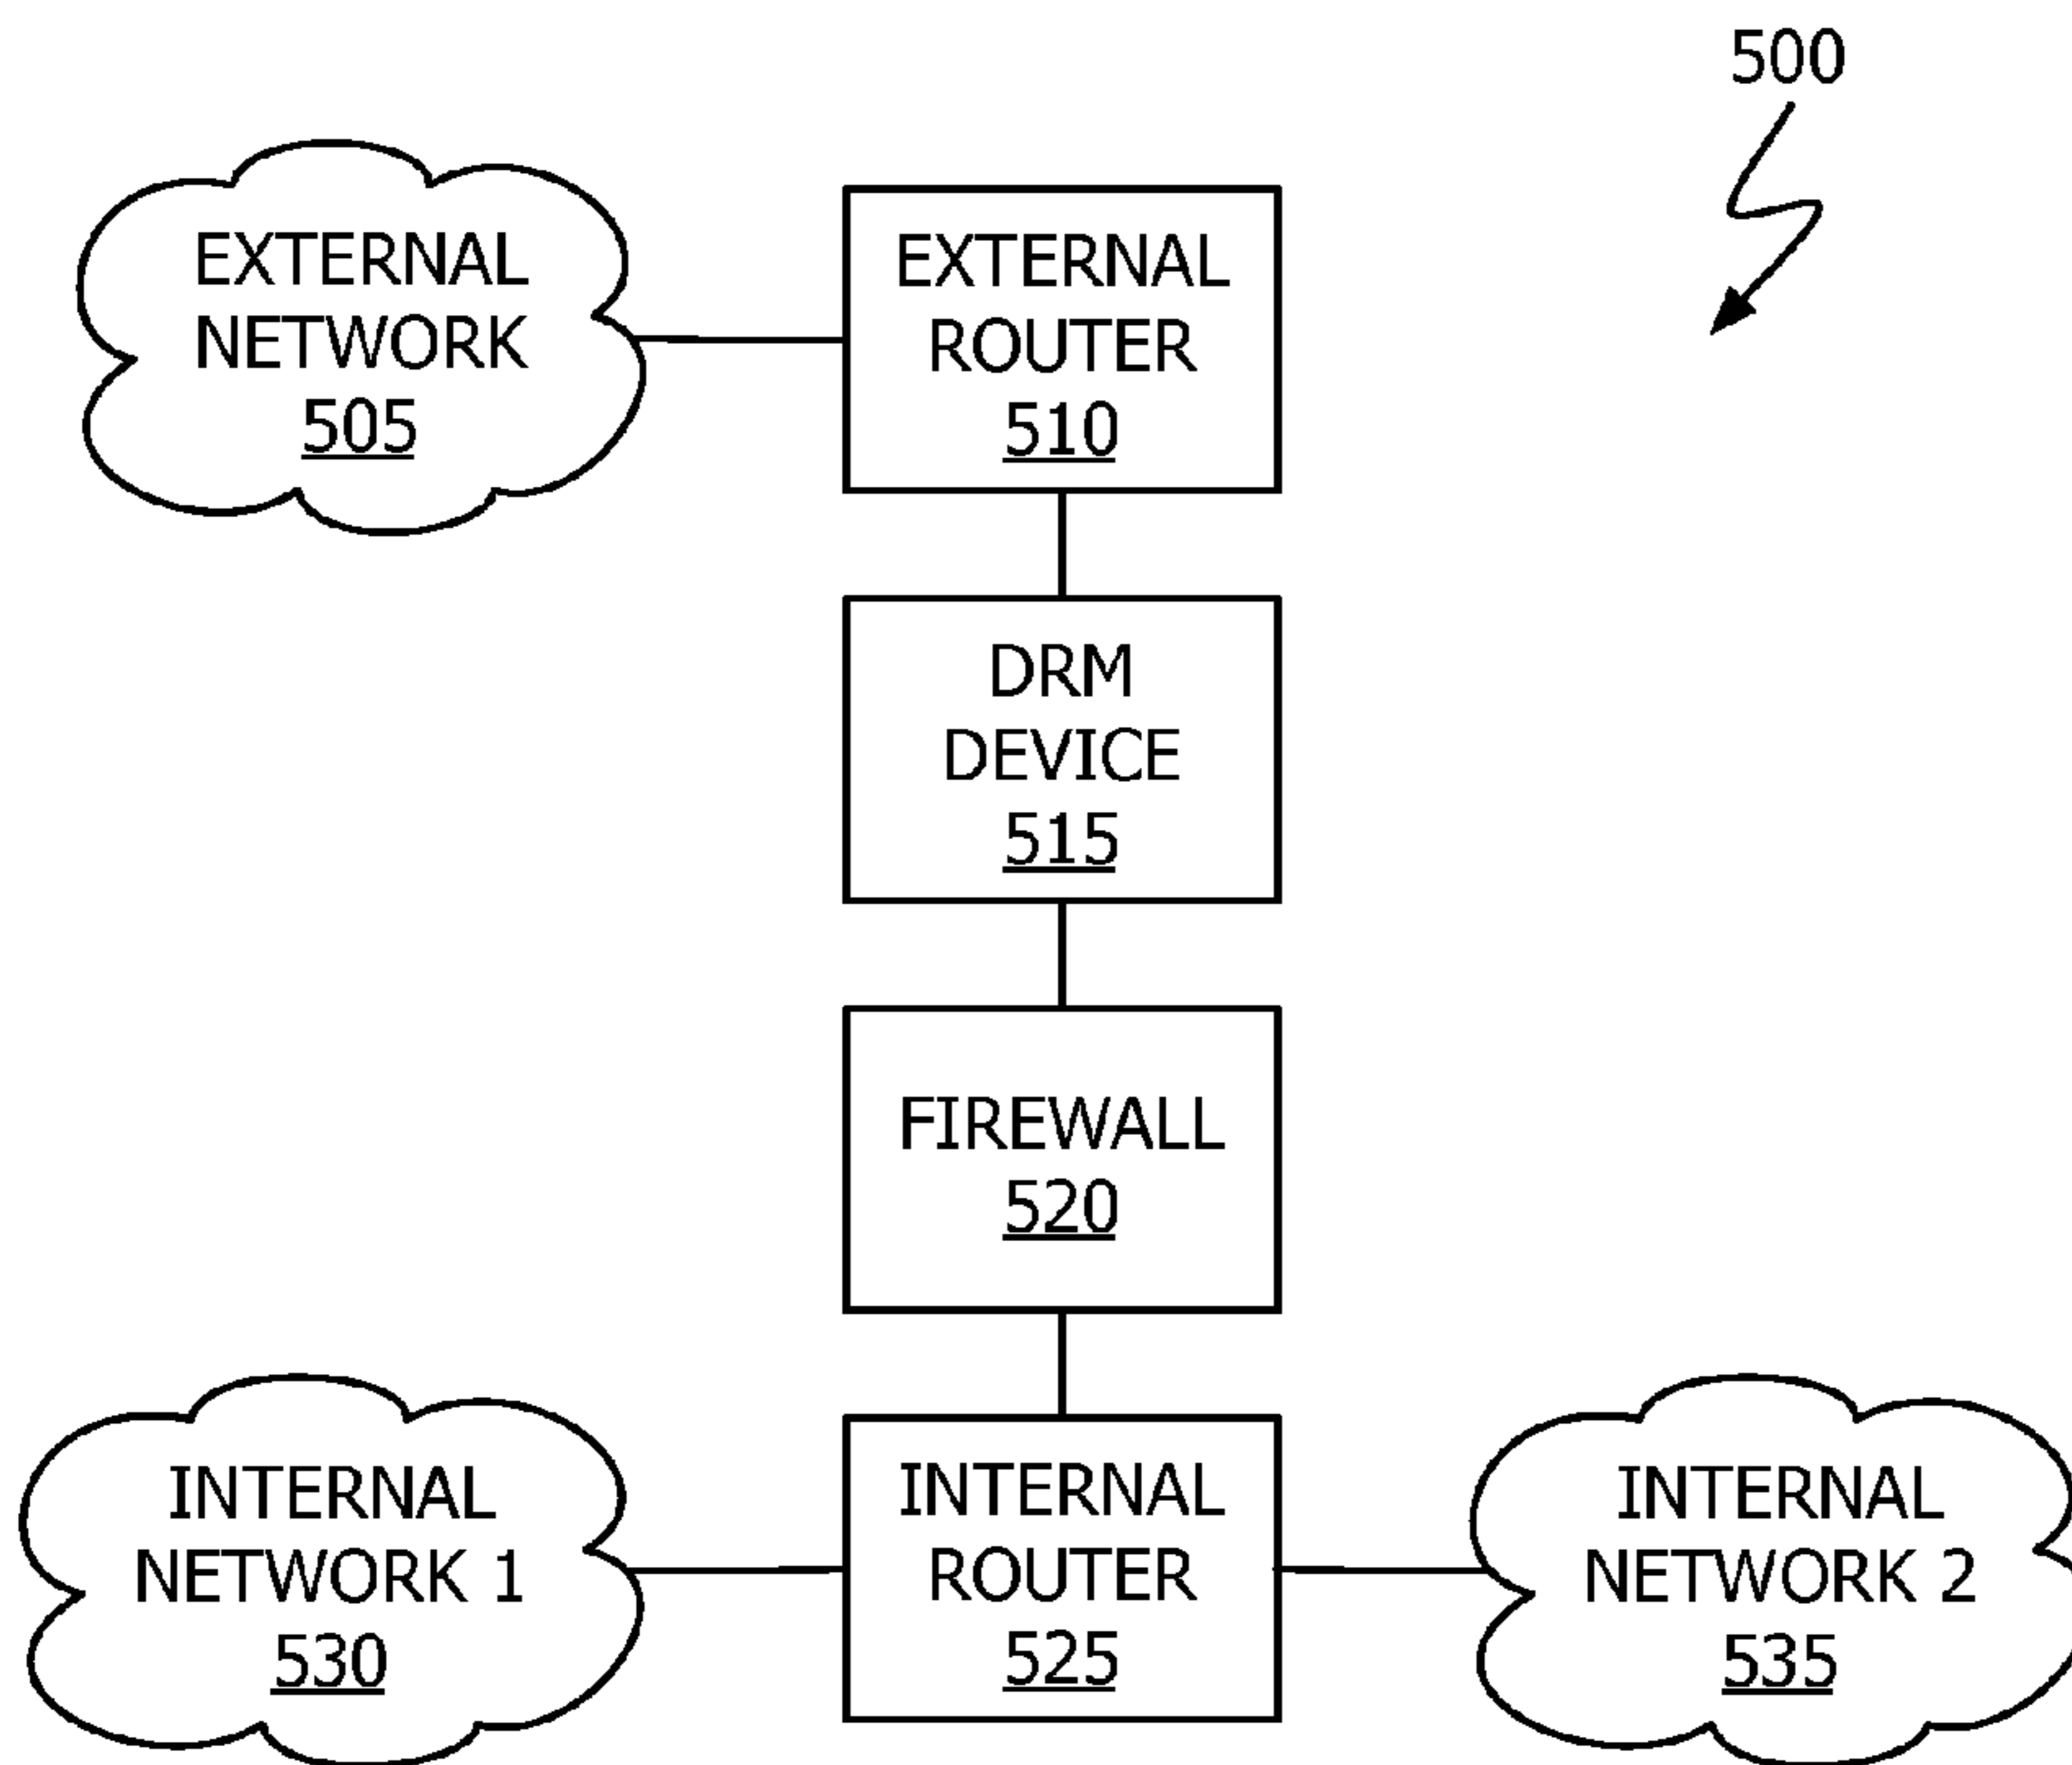 500
EXTERNAL
NETWORK
505
EXTERNAL
ROUTER
510
DRM
DEVICE
515
FIREWALL
520
INTERNAL
NETWORK 1
530
INTERNAL
ROUTER
525
INTERNAL
NETWORK 2
535